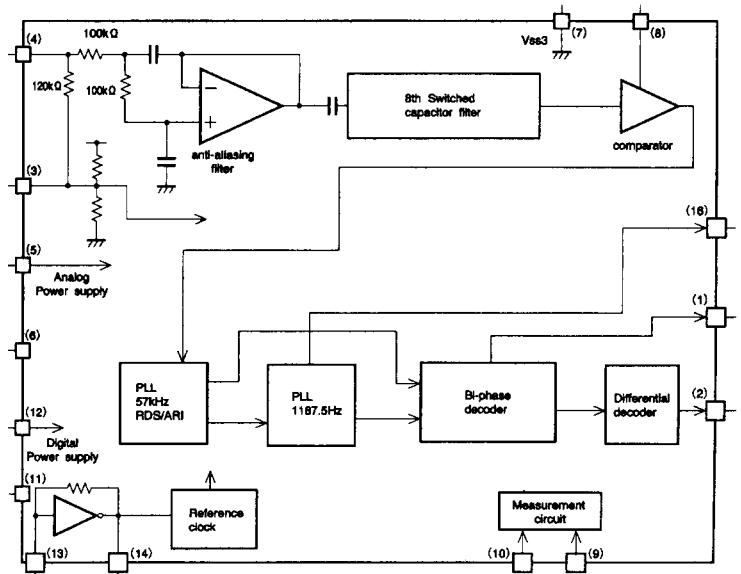 (4)
100kΩ
120kΩ
100kΩ
anti-aliasing
filter
8th Switched
capacitor filter
Vss3
(7)
(8)
comparator
(3)
(5)
Analog
Power supply
(16)
(1)
(6)
PLL
57kHz
RDS/ARI
PLL
1187.5Hz
Bi-phase
decoder
Differential
decoder
(2)
(12)
Digital
Power supply
(11)
Reference
clock
Measurement
circuit
(13)
(14)
(10)
(9)